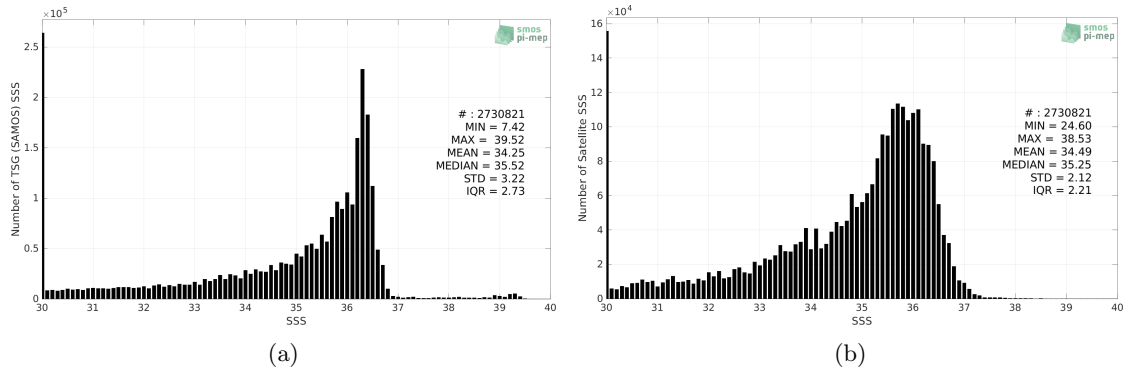 ×10^5
Number of TSG (SAMOS) SSS
2.5
2
1.5
1
0.5
0
30 31 32 33 34 35 36 37 38 39 40
SSS
smos
pi-mep
# : 2730821
MIN = 7.42
MAX = 39.52
MEAN = 34.25
MEDIAN = 35.52
STD = 3.22
IQR = 2.73
(a)
×10^4
Number of Satellite SSS
16
14
12
10
8
6
4
2
0
30 31 32 33 34 35 36 37 38 39 40
SSS
smos
pi-mep
# : 2730821
MIN = 24.60
MAX = 38.53
MEAN = 34.49
MEDIAN = 35.25
STD = 2.12
IQR = 2.21
(b)